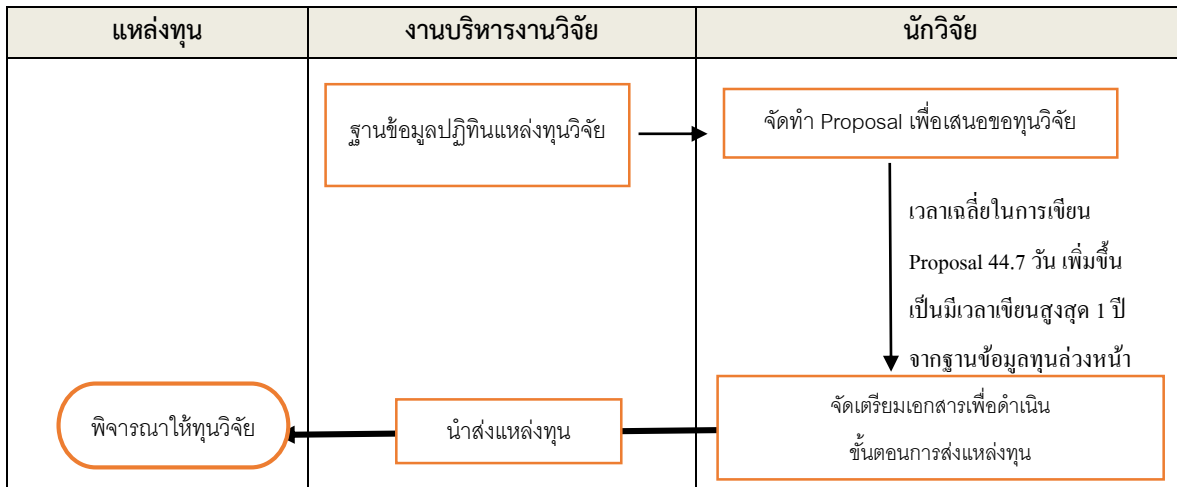 แหล่งทุน
งานบริหารงานวิจัย
นักวิจัย
ฐานข้อมูลปฏิทินแหล่งทุนวิจัย
จัดทำ Proposal เพื่อเสนอขอทุนวิจัย
เวลาเฉลี่ยในการเขียน
Proposal 44.7 วัน เพิ่มขึ้น
เป็นมีเวลาเขียนสูงสุด 1 ปี
จากฐานข้อมูลทุนล่วงหน้า
พิจารณาให้ทุนวิจัย
นำส่งแหล่งทุน
จัดเตรียมเอกสารเพื่อดำเนิน
ขั้นตอนการส่งแหล่งทุน